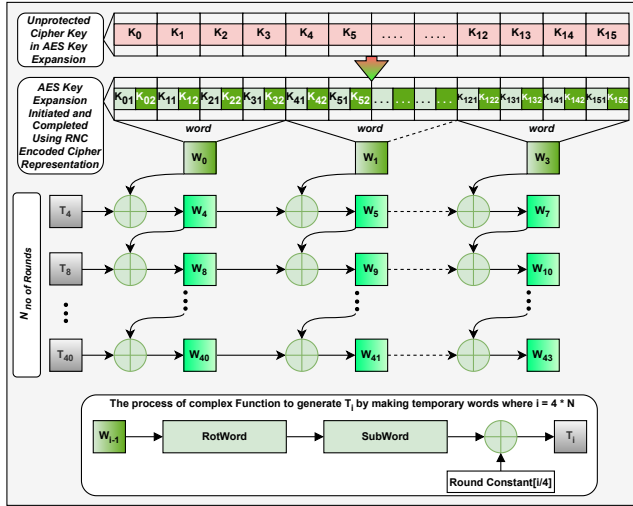 Unprotected
Cipher Key
in AES Key
Expansion
K0 K1 K2 K3 K4 K5 .... .... K12 K13 K14 K15
AES Key
Expansion
Initiated and
Completed
Using RNC
Encoded Cipher
Representation
K01 K02 K11 K12 K21 K22 K31 K32 K41 K42 K51 K52 ... ... ... ... K121 K122 K131 K132 K141 K142 K151 K152
word word word
W0 W1 W3
N no of Rounds
T4 W4 W5 W7
T8 W8 W9 W10
T40 W40 W41 W43
The process of complex Function to generate Ti by making temporary words where i = 4 * N
Wi-1 RotWord SubWord Ti
Round Constant[i/4]